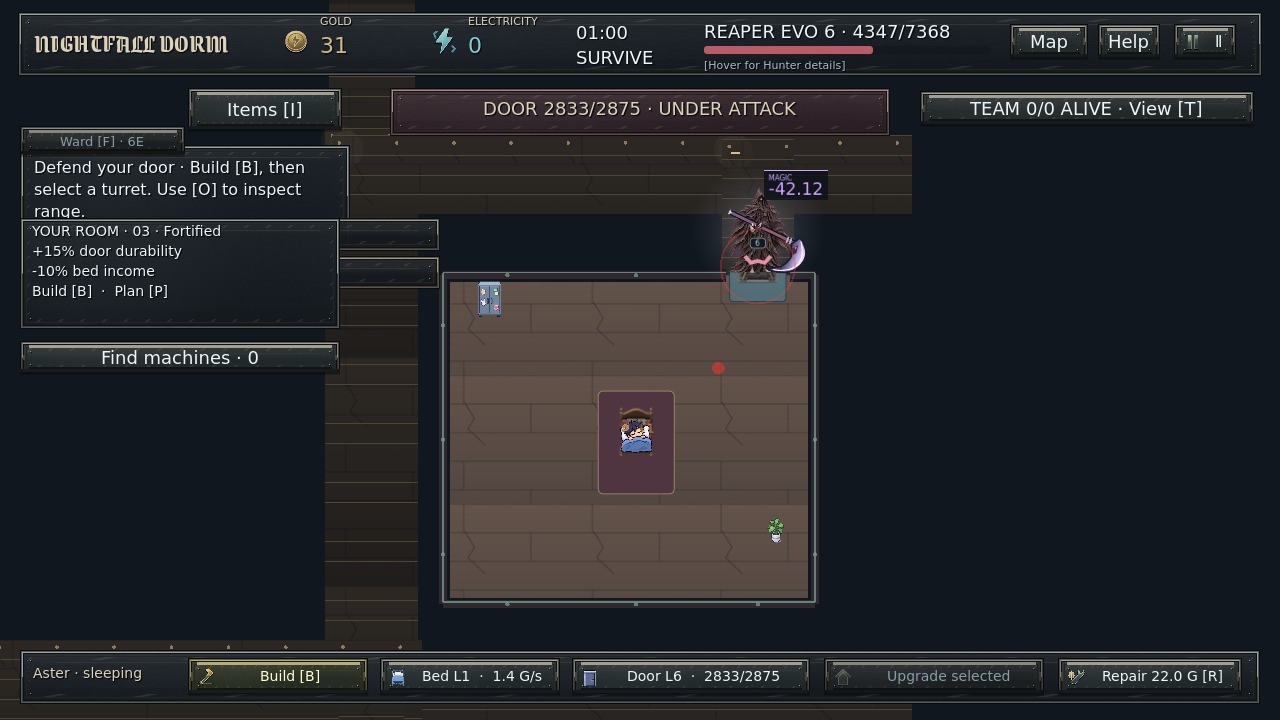 NIGHTFALL DORM
GOLD
31
ELECTRICITY
0
01:00
SURVIVE
REAPER EVO 6 · 4347/7368
[Hover for Hunter details]
Map
Help
II
Items [I]
DOOR 2833/2875 · UNDER ATTACK
TEAM 0/0 ALIVE · View [T]
Ward [F] · 6E
Defend your door · Build [B], then
select a turret. Use [O] to inspect
range.
YOUR ROOM · 03 · Fortified
+15% door durability
-10% bed income
Build [B] · Plan [P]
Find machines · 0
MAGIC
-42.12
6
Aster · sleeping
Build [B]
Bed L1 · 1.4 G/s
Door L6 · 2833/2875
Upgrade selected
Repair 22.0 G [R]